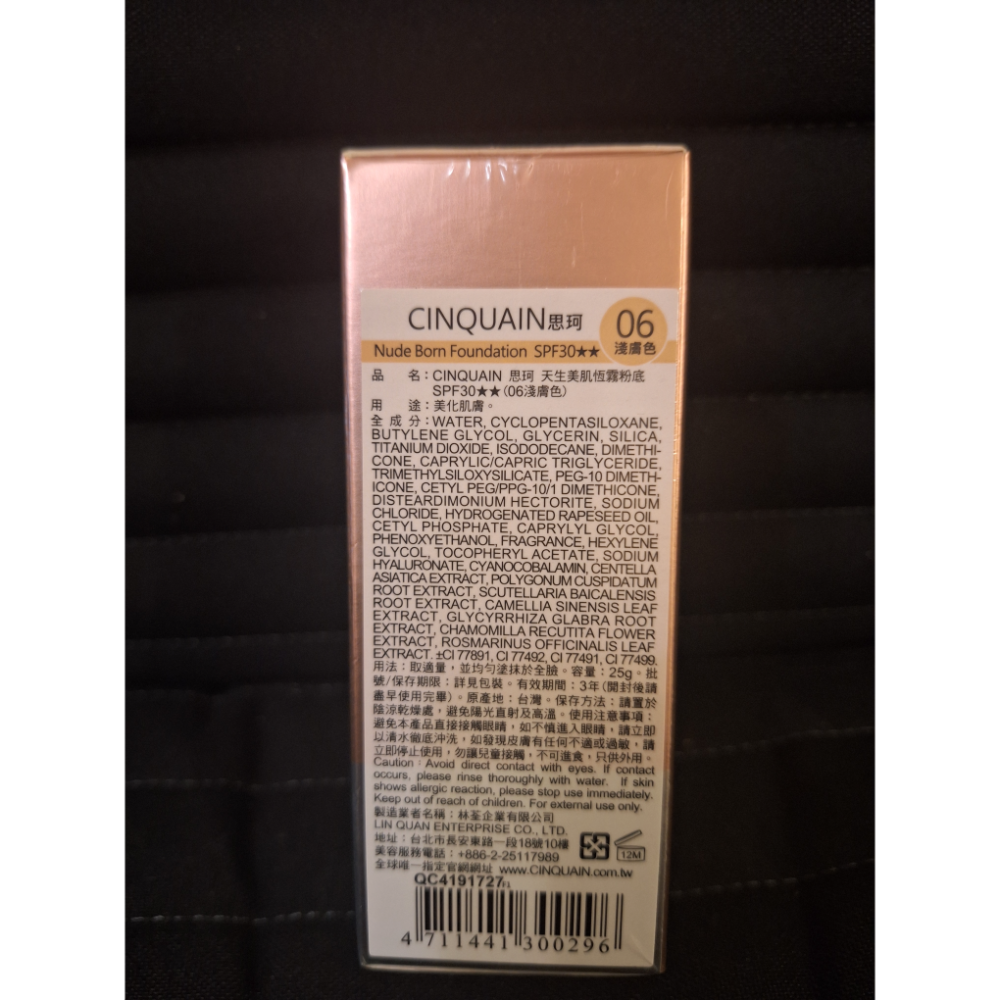 CINQUAIN思珂
06
淺膚色
Nude Born Foundation SPF30★★
品 名：CINQUAIN 思珂 天生美肌恆霧粉底
SPF30★★(06淺膚色)
用 途：美化肌膚。
全 成 分：WATER, CYCLOPENTASILOXANE,
BUTYLENE GLYCOL, GLYCERIN, SILICA,
TITANIUM DIOXIDE, ISODODECANE, DIMETHI-
CONE, CAPRYLIC/CAPRIC TRIGLYCERIDE,
TRIMETHYLSILOXYSILICATE, PEG-10 DIMETH-
ICONE, CETYL PEG/PPG-10/1 DIMETHICONE,
DISTEARDIMONIUM HECTORITE, SODIUM
CHLORIDE, HYDROGENATED RAPESEED OIL,
CETYL PHOSPHATE, CAPRYLYL GLYCOL,
PHENOXYETHANOL, FRAGRANCE, HEXYLENE
GLYCOL, TOCOPHERYL ACETATE, SODIUM
HYALURONATE, CYANOCOBALAMIN, CENTELLA
ASIATICA EXTRACT, POLYGONUM CUSPIDATUM
ROOT EXTRACT, SCUTELLARIA BAICALENSIS
ROOT EXTRACT, CAMELLIA SINENSIS LEAF
EXTRACT, GLYCYRRHIZA GLABRA ROOT
EXTRACT, CHAMOMILLA RECUTITA FLOWER
EXTRACT, ROSMARINUS OFFICINALIS LEAF
EXTRACT. ±CI 77891, CI 77492, CI 77491, CI 77499.
用法：取適量，並均勻塗抹於全臉。容量：25g。批
號/保存期限：詳見包裝。有效期間：3年(開封後請
盡早使用完畢)。原產地：台灣。保存方法：請置於
陰涼乾燥處，避免陽光直射及高溫。使用注意事項：
避免本產品直接接觸眼睛，如不慎進入眼睛，請立即
以清水徹底沖洗，如發現皮膚有任何不適或過敏，請
立即停止使用，勿讓兒童接觸，不可進食，只供外用。
Caution : Avoid direct contact with eyes. If contact
occurs, please rinse thoroughly with water. If skin
shows allergic reaction, please stop use immediately.
Keep out of reach of children. For external use only.
製造業者名稱：林荃企業有限公司
LIN QUAN ENTERPRISE CO., LTD.
地址：台北市長安東路一段18號10樓
美容服務電話：+886-2-25117989
全球唯一指定官網網址 www.CINQUAIN.com.tw
12M
QC4191727F1
4 711441 300296